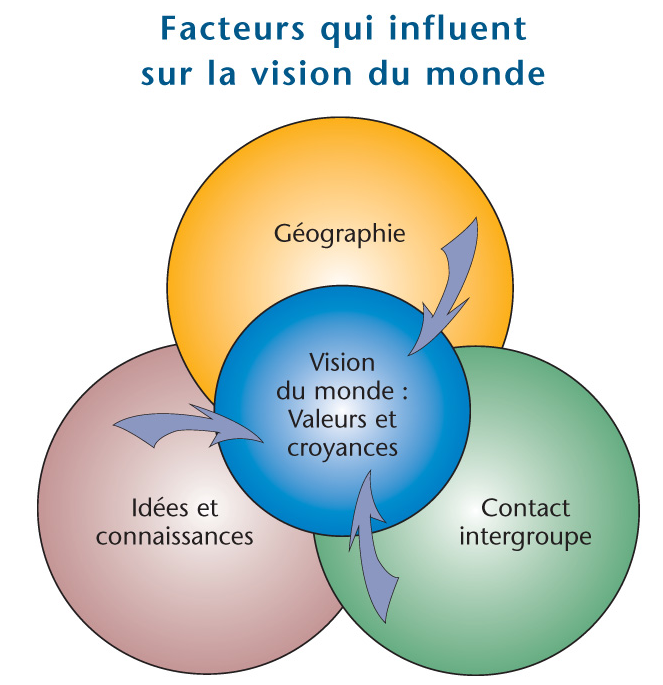 Facteurs qui influent
sur la vision du monde
Géographie
Vision
du monde :
Valeurs et
croyances
Idées et
connaissances
Contact
intergroupe